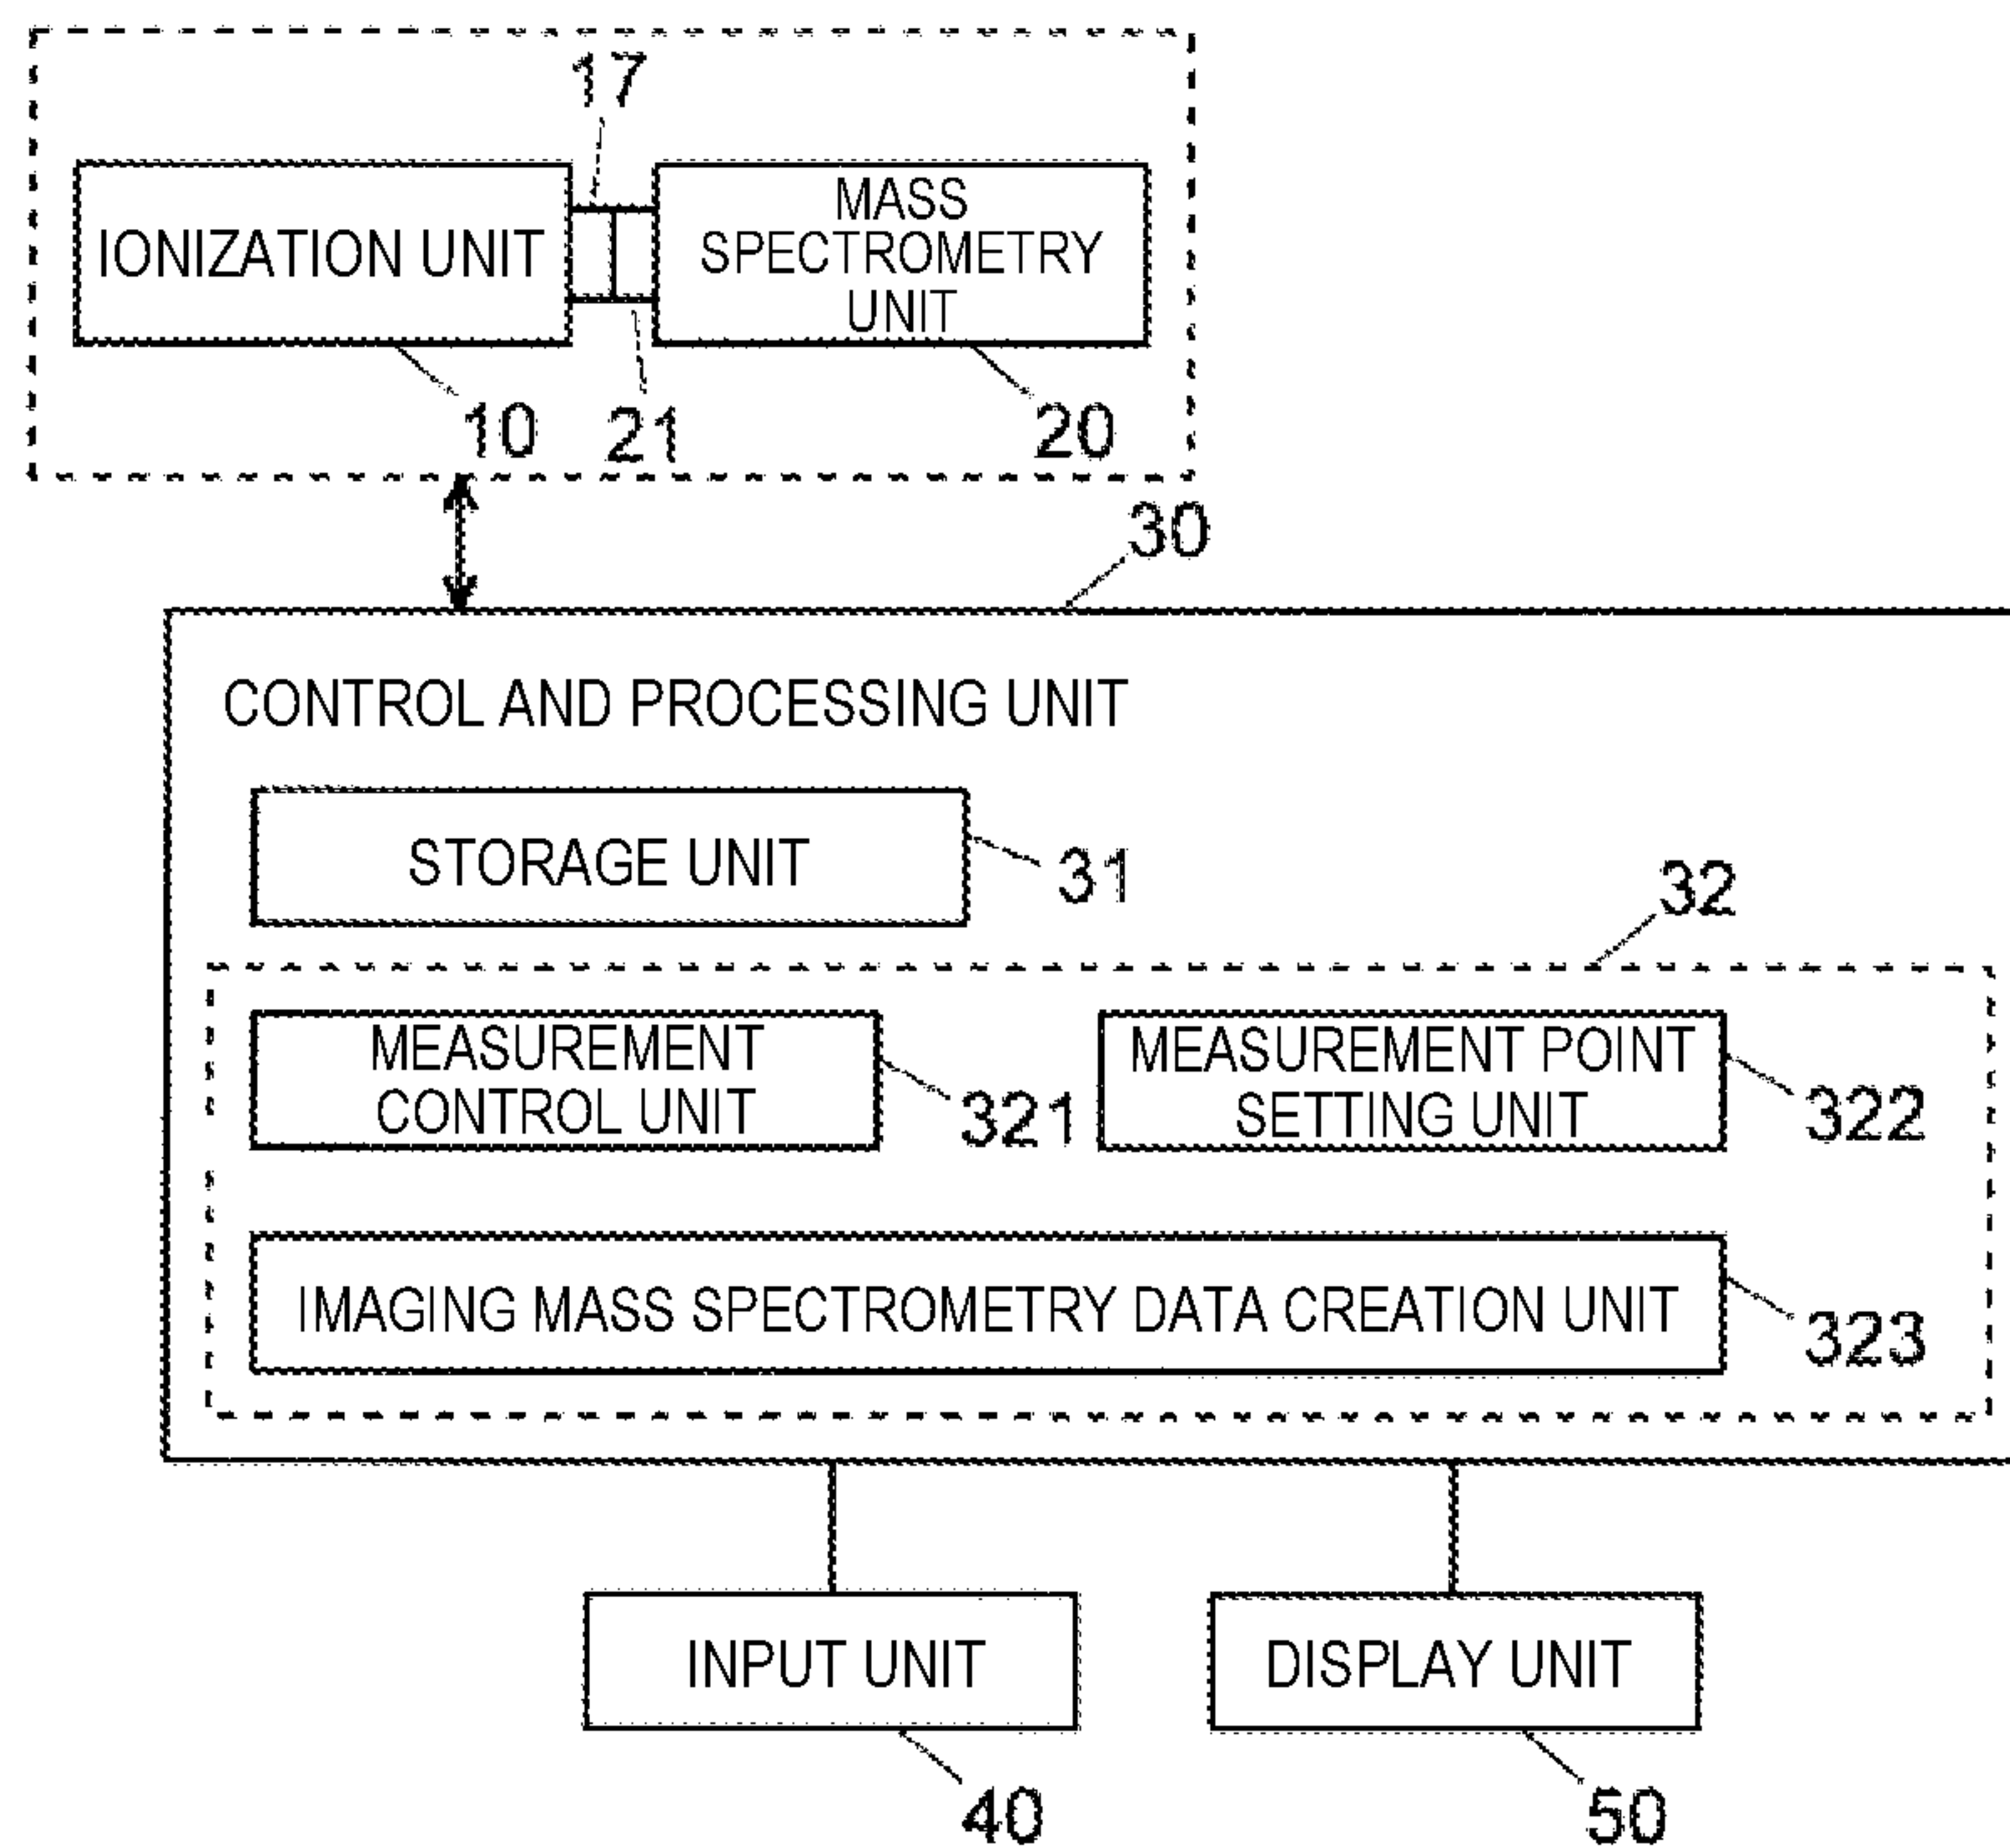 17
IONIZATION UNIT
MASS
SPECTROMETRY
UNIT
10
21
20
30
CONTROL AND PROCESSING UNIT
STORAGE UNIT
31
32
MEASUREMENT
CONTROL UNIT
321
MEASUREMENT POINT
SETTING UNIT
322
IMAGING MASS SPECTROMETRY DATA CREATION UNIT
323
INPUT UNIT
DISPLAY UNIT
40
50